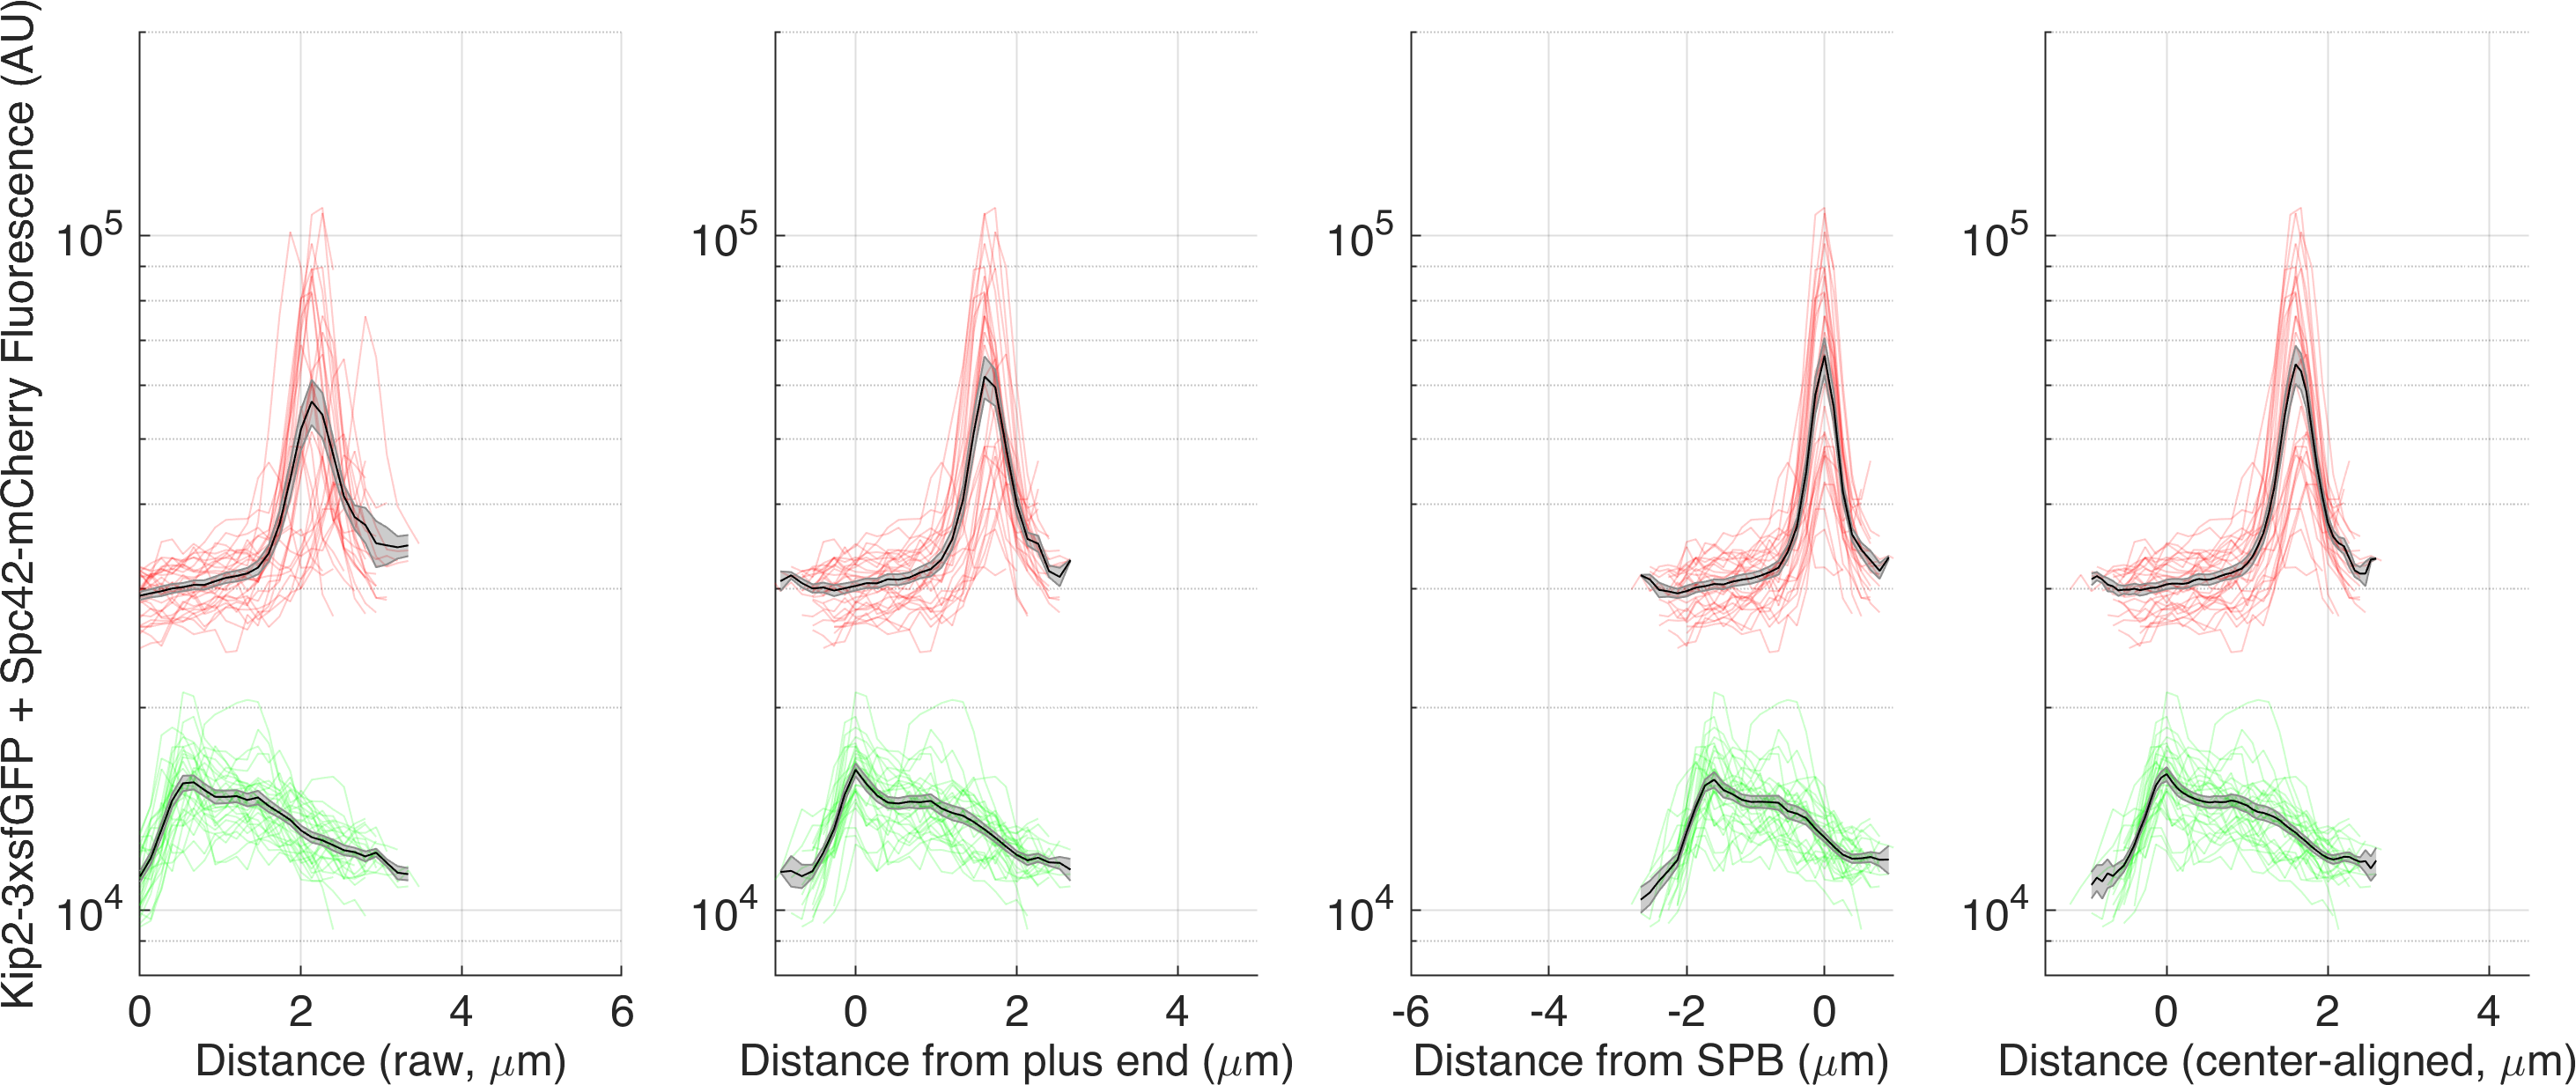 Kip2-3xsfGFP + Spc42-mCherry Fluorescence (AU)
10^5
10^4
0 2 4 6
Distance (raw, μm)
10^5
10^4
0 2 4
Distance from plus end (μm)
10^5
10^4
-6 -4 -2 0
Distance from SPB (μm)
10^5
10^4
0 2 4
Distance (center-aligned, μm)